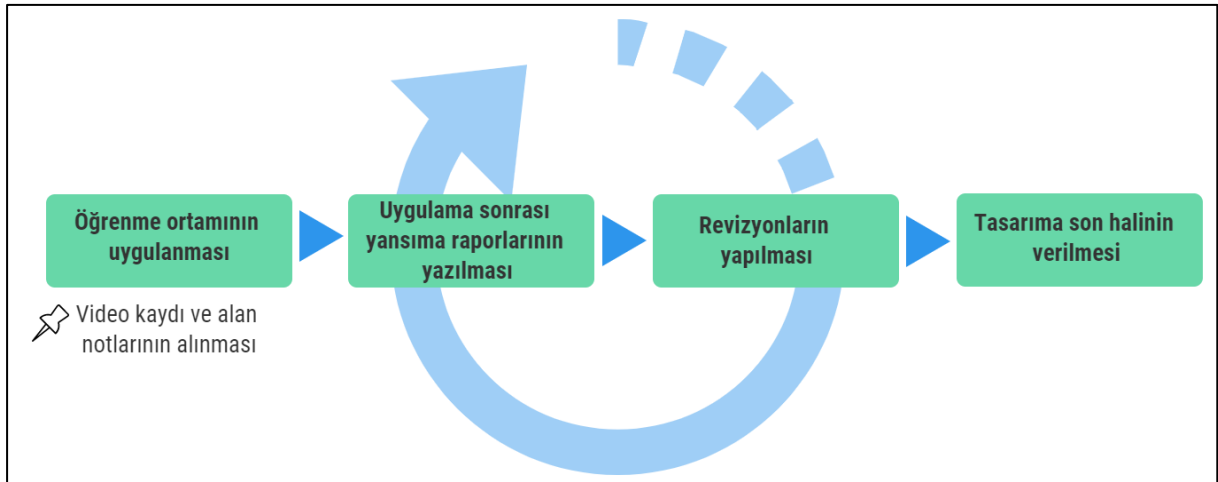 Öğrenme ortamının
uygulanması
Uygulama sonrası
yansıma raporlarının
yazılması
Revizyonların
yapılması
Tasarıma son halinin
verilmesi
Video kaydı ve alan
notlarının alınması